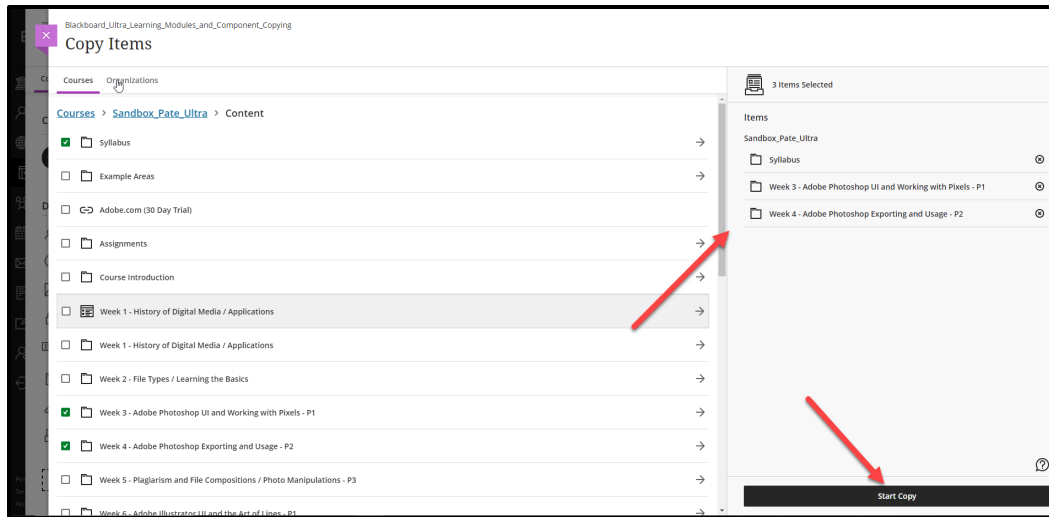 Blackboard_Ultra_Learning_Modules_and_Component_Copying
Copy Items
Courses Organizations
Courses > Sandbox_Pate_Ultra > Content
Syllabus
Example Areas
Adobe.com (30 Day Trial)
Assignments
Course Introduction
Week 1 - History of Digital Media / Applications
Week 1 - History of Digital Media / Applications
Week 2 - File Types / Learning the Basics
Week 3 - Adobe Photoshop UI and Working with Pixels - P1
Week 4 - Adobe Photoshop Exporting and Usage - P2
Week 5 - Plagiarism and File Compositions / Photo Manipulations - P3
Week 6 - Adobe Illustrator UI and the Art of Lines - P1
3 Items Selected
Items
Sandbox_Pate_Ultra
Syllabus
Week 3 - Adobe Photoshop UI and Working with Pixels - P1
Week 4 - Adobe Photoshop Exporting and Usage - P2
Start Copy